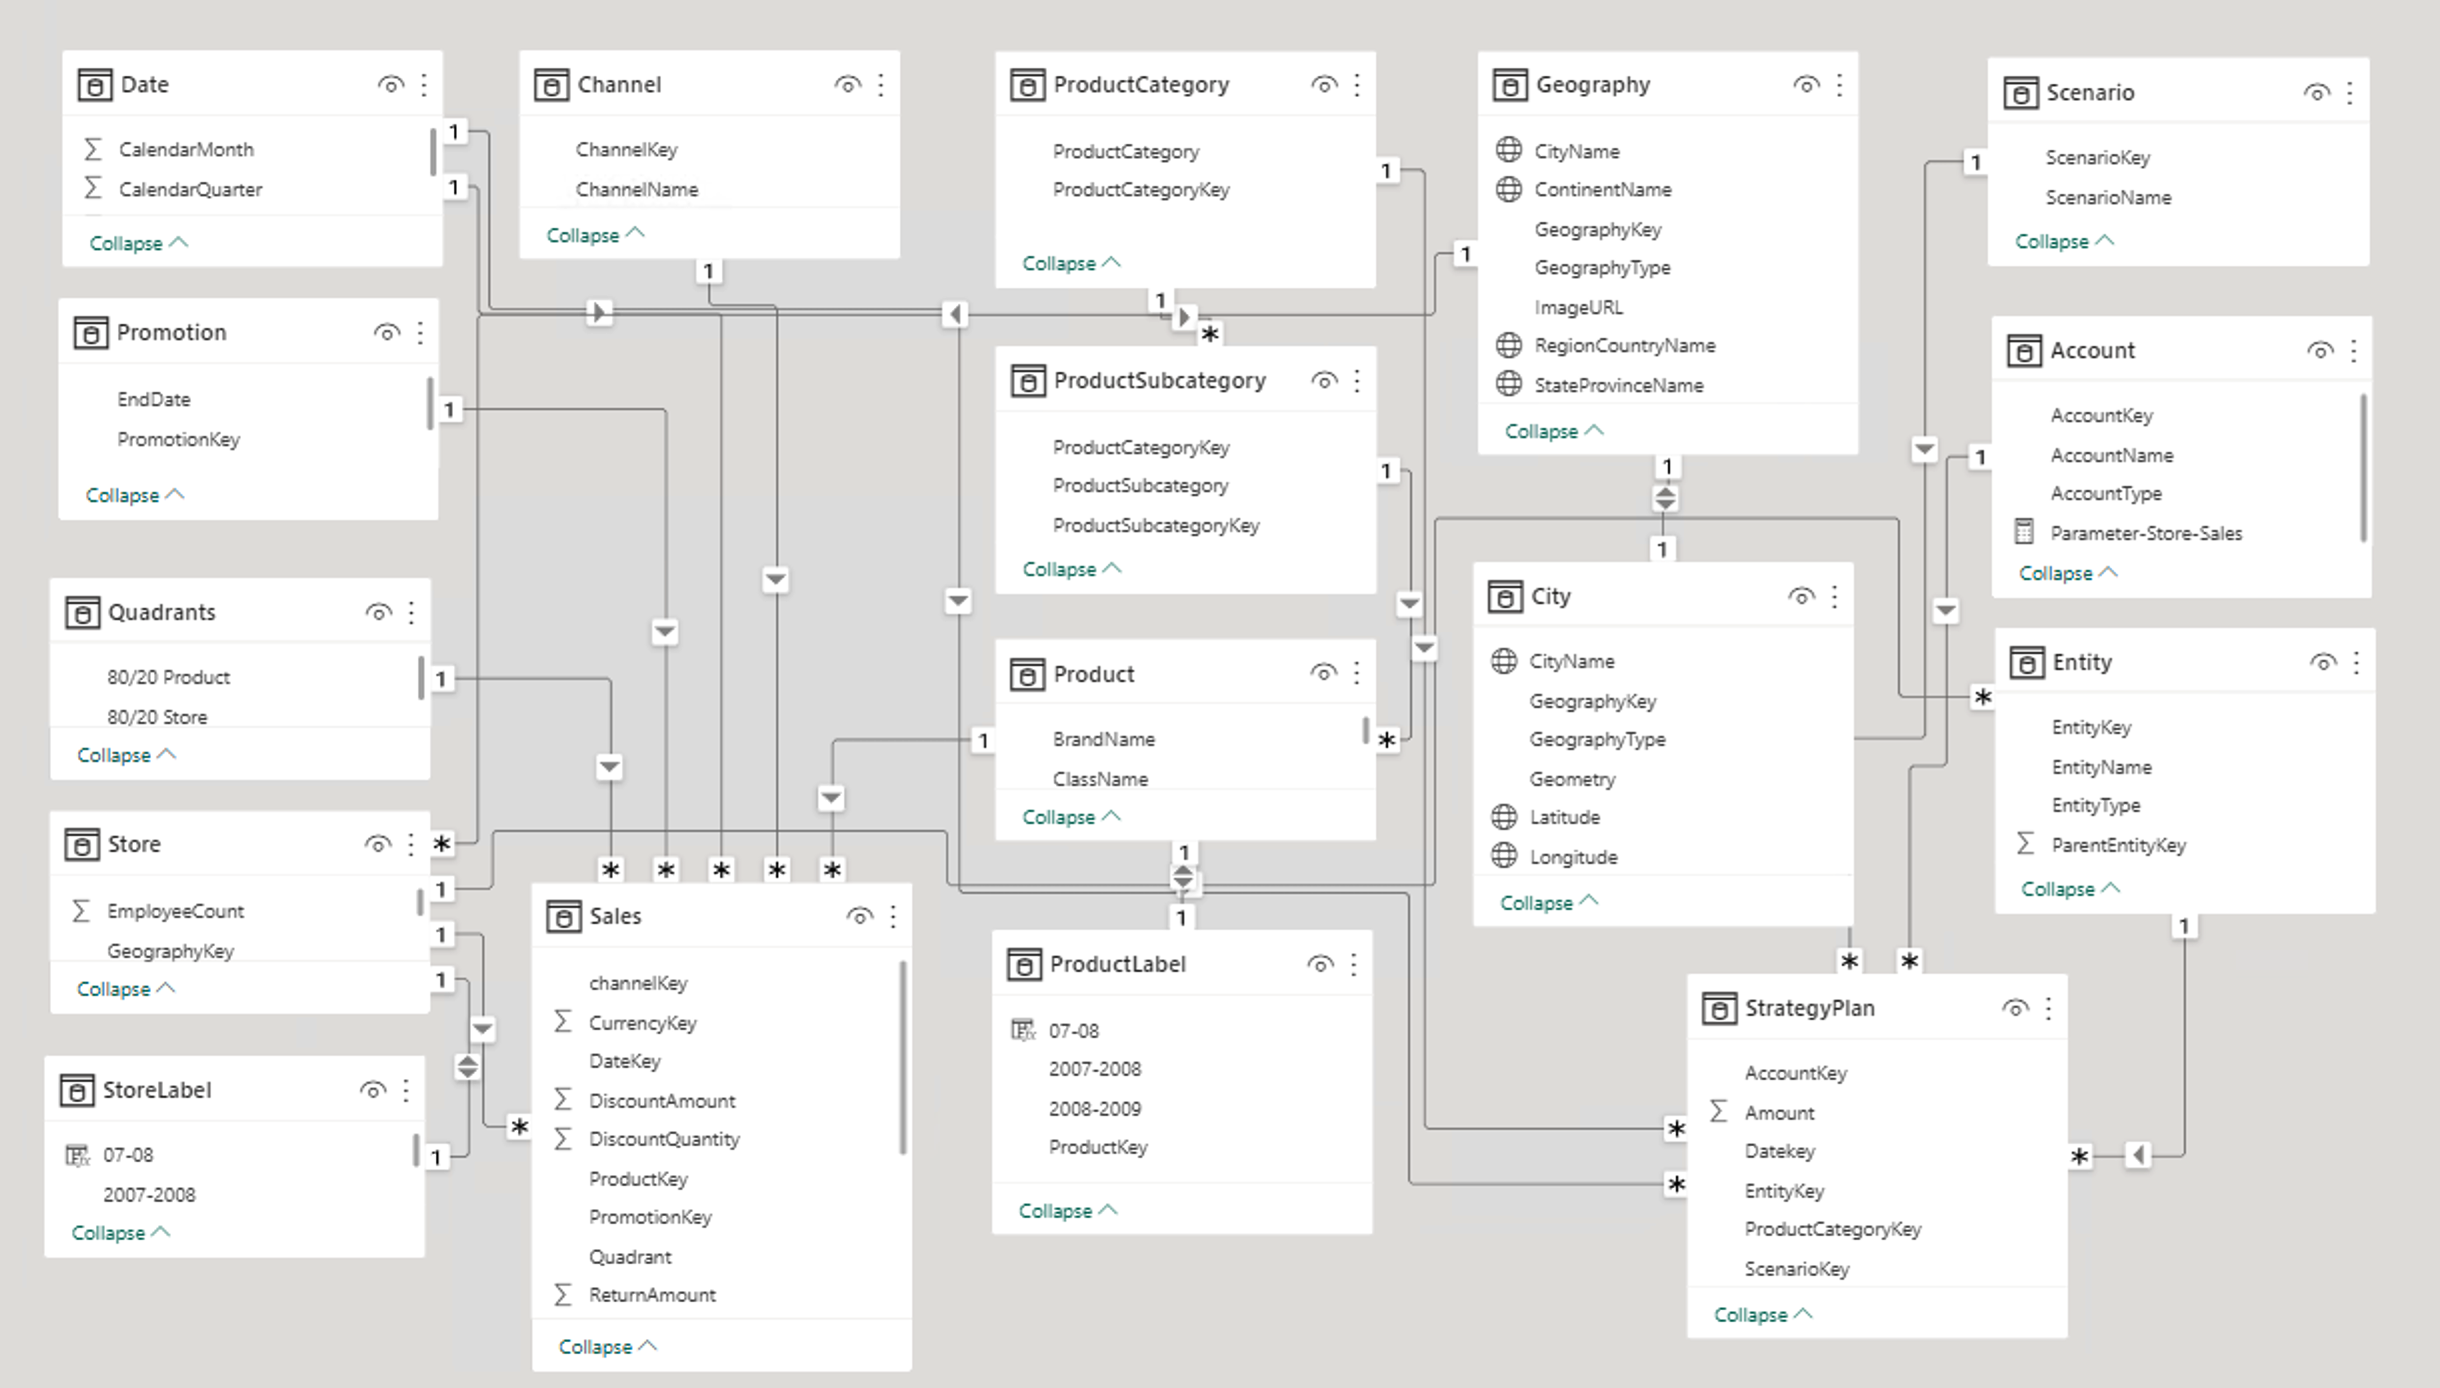 Date
CalendarMonth
CalendarQuarter
Collapse
Channel
ChannelKey
ChannelName
Collapse
ProductCategory
ProductCategory
ProductCategoryKey
Collapse
Geography
CityName
ContinentName
GeographyKey
GeographyType
ImageURL
RegionCountryName
StateProvinceName
Collapse
Scenario
ScenarioKey
ScenarioName
Collapse
Promotion
EndDate
PromotionKey
Collapse
ProductSubcategory
ProductCategoryKey
ProductSubcategory
ProductSubcategoryKey
Collapse
Account
AccountKey
AccountName
AccountType
Parameter-Store-Sales
Collapse
Quadrants
80/20 Product
80/20 Store
Collapse
Product
BrandName
ClassName
Collapse
City
CityName
GeographyKey
GeographyType
Geometry
Latitude
Longitude
Collapse
Entity
EntityKey
EntityName
EntityType
ParentEntityKey
Collapse
Store
EmployeeCount
GeographyKey
Collapse
Sales
channelKey
CurrencyKey
DateKey
DiscountAmount
DiscountQuantity
ProductKey
PromotionKey
Quadrant
ReturnAmount
Collapse
ProductLabel
07-08
2007-2008
2008-2009
ProductKey
Collapse
StrategyPlan
AccountKey
Amount
Datekey
EntityKey
ProductCategoryKey
ScenarioKey
Collapse
StoreLabel
07-08
2007-2008
Collapse
1
1
1
1
1
1
*
1
1
1
1
1
1
*
1
*
1
*
1
1
1
*
*
*
*
*
1
1
1
*
1
1
*
*
*
*
*
1